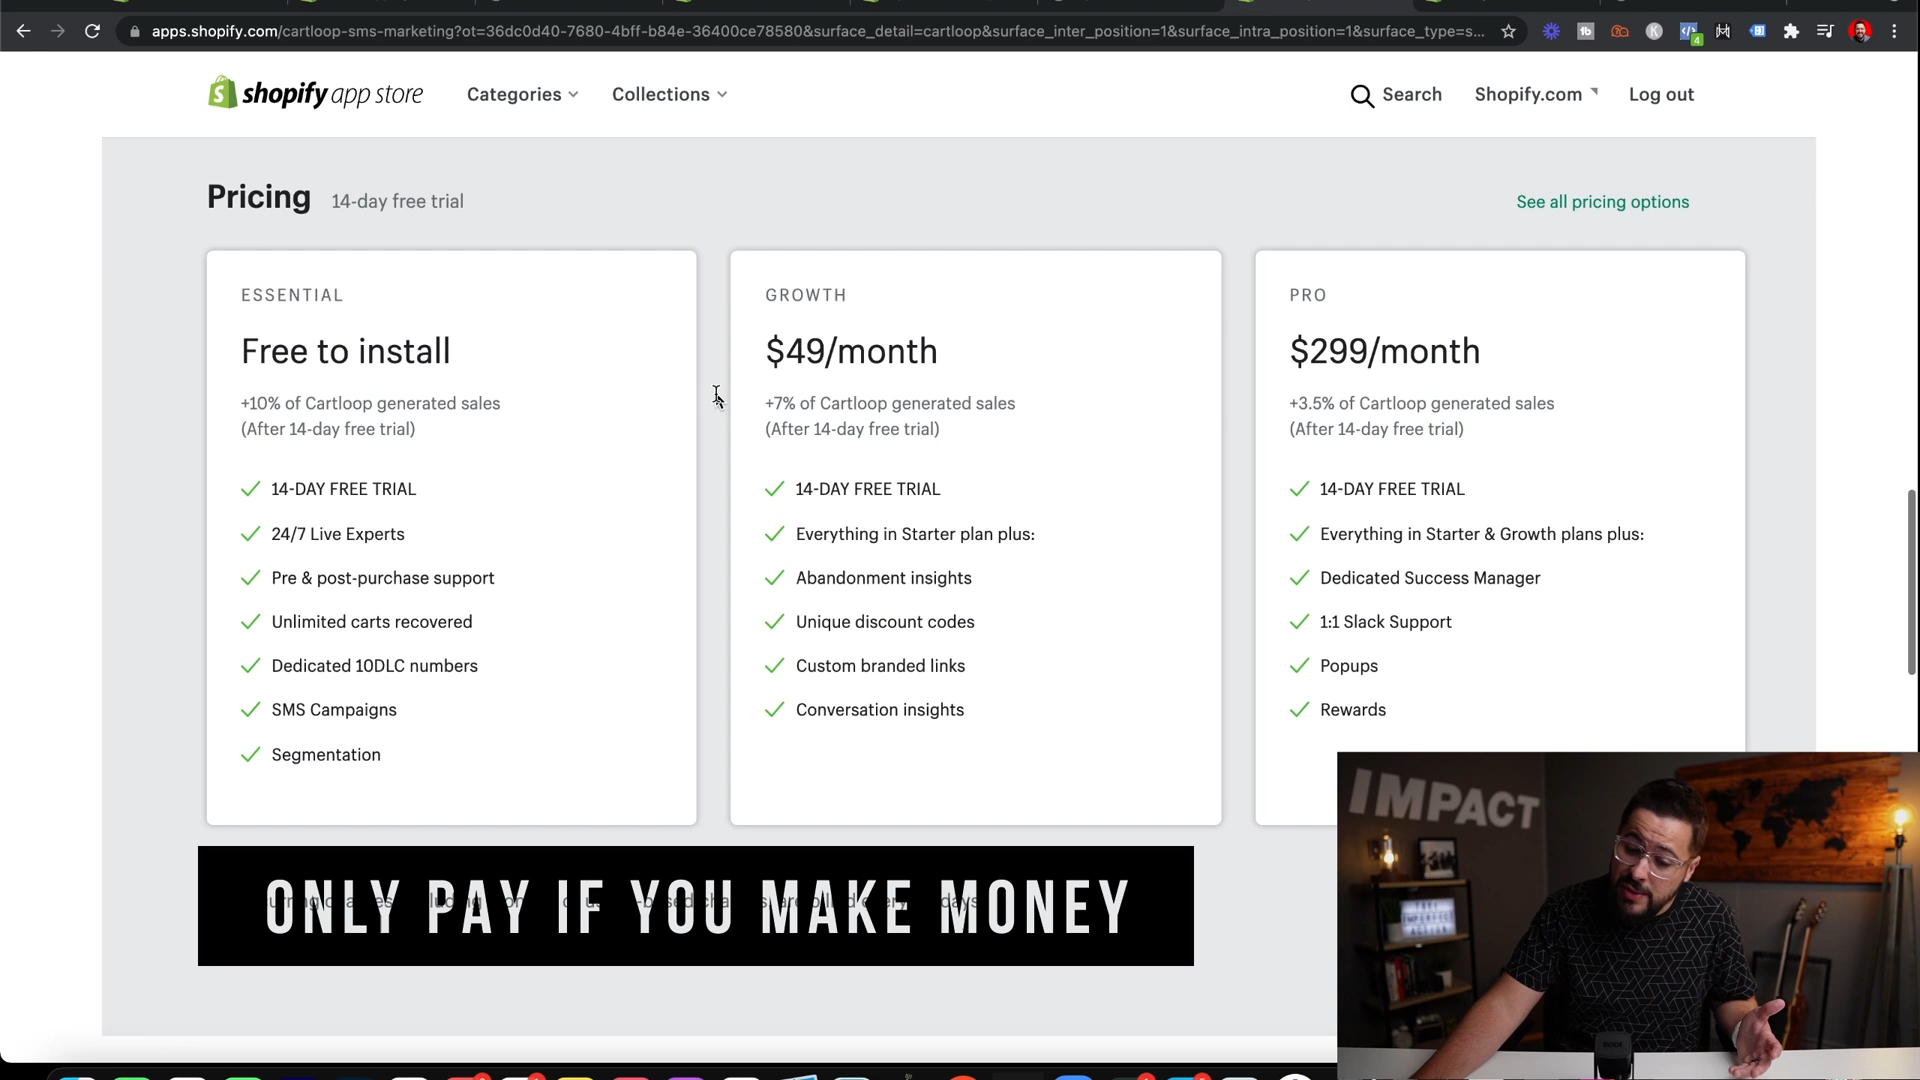 apps.shopify.com/cartloop-sms-marketing?ot=36dc0d40-7680-4bff-b84e-36400ce78580&surface_detail=cartloop&surface_inter_position=1&surface_intra_position=1&surface_type=s...
shopify app store
Categories
Collections
Search
Shopify.com
Log out
Pricing 14-day free trial
See all pricing options
ESSENTIAL
Free to install
+10% of Cartloop generated sales
(After 14-day free trial)
14-DAY FREE TRIAL
24/7 Live Experts
Pre & post-purchase support
Unlimited carts recovered
Dedicated 10DLC numbers
SMS Campaigns
Segmentation
GROWTH
$49/month
+7% of Cartloop generated sales
(After 14-day free trial)
14-DAY FREE TRIAL
Everything in Starter plan plus:
Abandonment insights
Unique discount codes
Custom branded links
Conversation insights
PRO
$299/month
+3.5% of Cartloop generated sales
(After 14-day free trial)
14-DAY FREE TRIAL
Everything in Starter & Growth plans plus:
Dedicated Success Manager
1:1 Slack Support
Popups
Rewards
ONLY PAY IF YOU MAKE MONEY
IMPACT